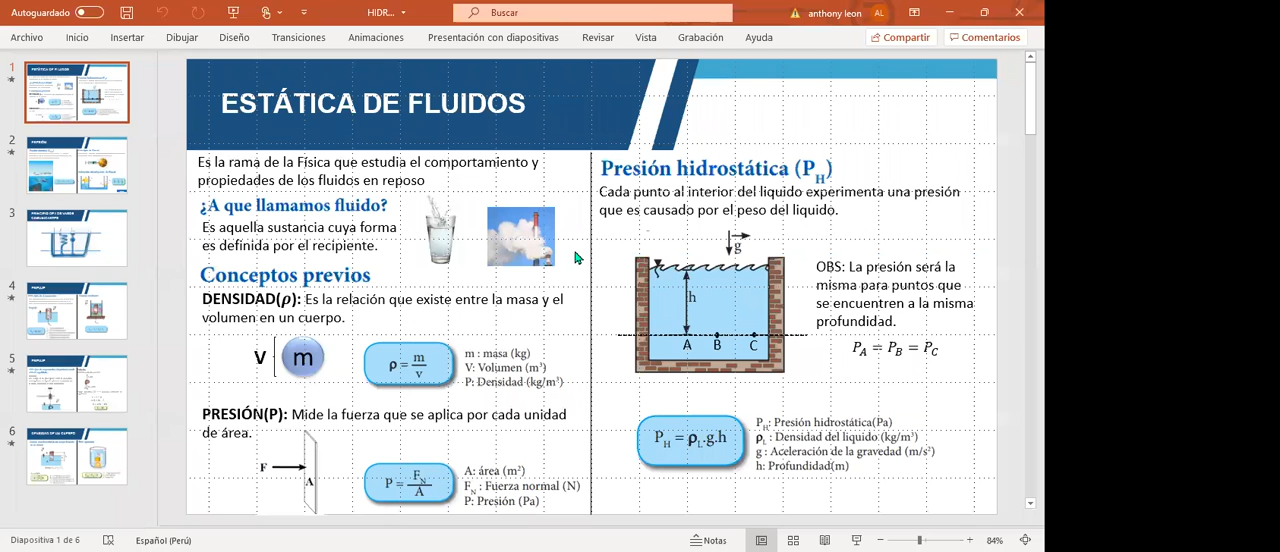 Autoguardado
HIDR...
Buscar
anthony leon
AL
Archivo
Inicio
Insertar
Dibujar
Diseño
Transiciones
Animaciones
Presentación con diapositivas
Revisar
Vista
Grabación
Ayuda
Compartir
Comentarios
1
2
3
4
5
6
ESTÁTICA DE FLUIDOS
Es la rama de la Física que estudia el comportamiento y
propiedades de los fluidos en reposo
¿A que llamamos fluido?
Es aquella sustancia cuya forma
es definida por el recipiente.
Conceptos previos
DENSIDAD(ρ): Es la relación que existe entre la masa y el
volumen en un cuerpo.
V
m
ρ = m/v
m : masa (kg)
V: Volumen (m³)
P: Densidad (kg/m³)
PRESIÓN(P): Mide la fuerza que se aplica por cada unidad
de área.
F
A
P = F_N/A
A: área (m²)
F_N : Fuerza normal (N)
P: Presión (Pa)
Presión hidrostática (P_H)
Cada punto al interior del liquido experimenta una presión
que es causado por el peso del liquido.
g
h
A B C
OBS: La presión será la
misma para puntos que
se encuentren a la misma
profundidad.
P_A = P_B = P_C
P_H = ρ_L.g.h
P_H: Presión hidrostática(Pa)
ρ_L : Densidad del liquido (kg/m³)
g : Aceleración de la gravedad (m/s²)
h: Profundidad(m)
Diapositiva 1 de 6
Español (Perú)
Notas
84%